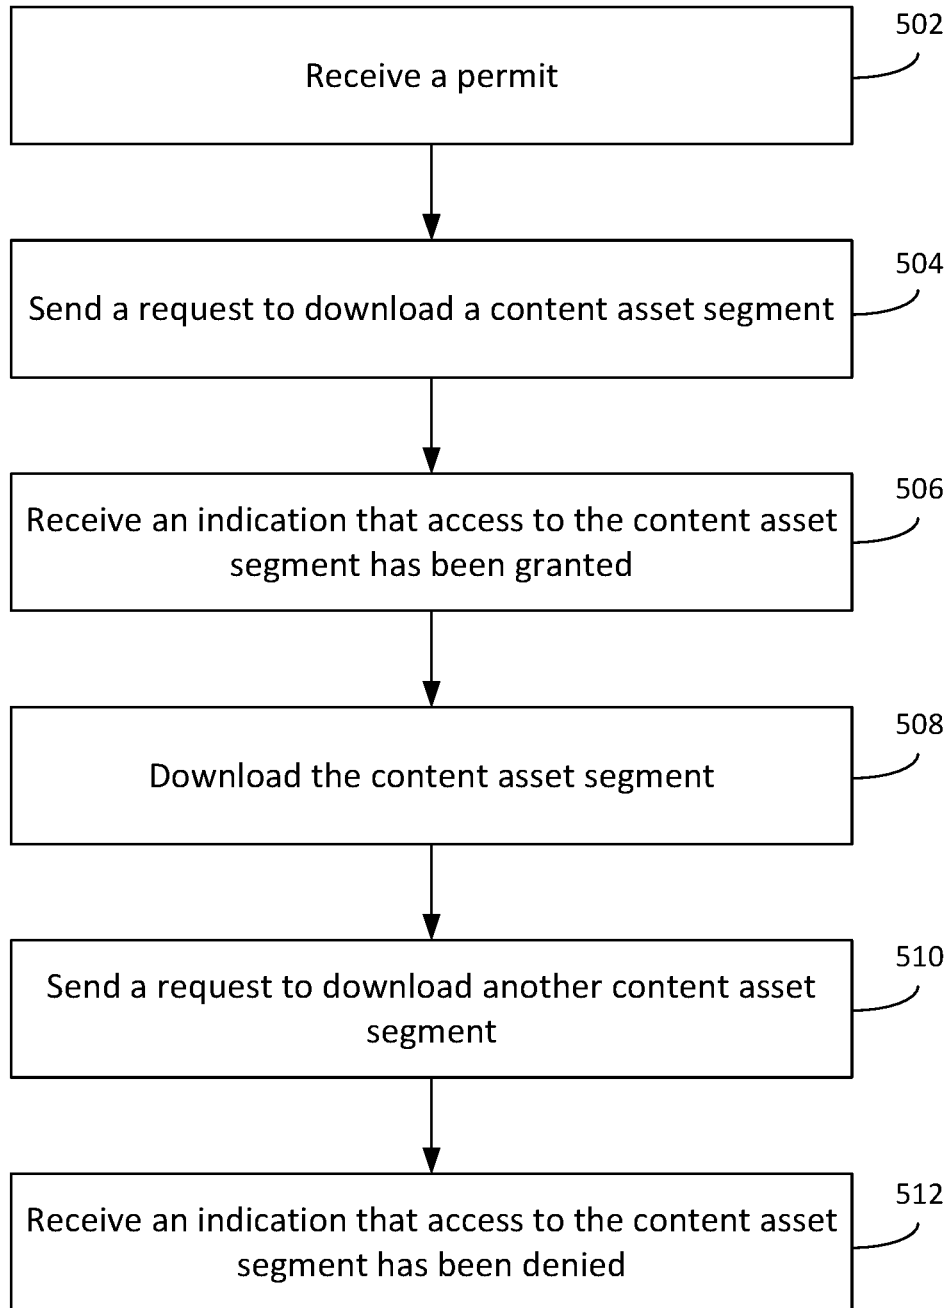 502
Receive a permit
504
Send a request to download a content asset segment
506
Receive an indication that access to the content asset
segment has been granted
508
Download the content asset segment
510
Send a request to download another content asset
segment
512
Receive an indication that access to the content asset
segment has been denied